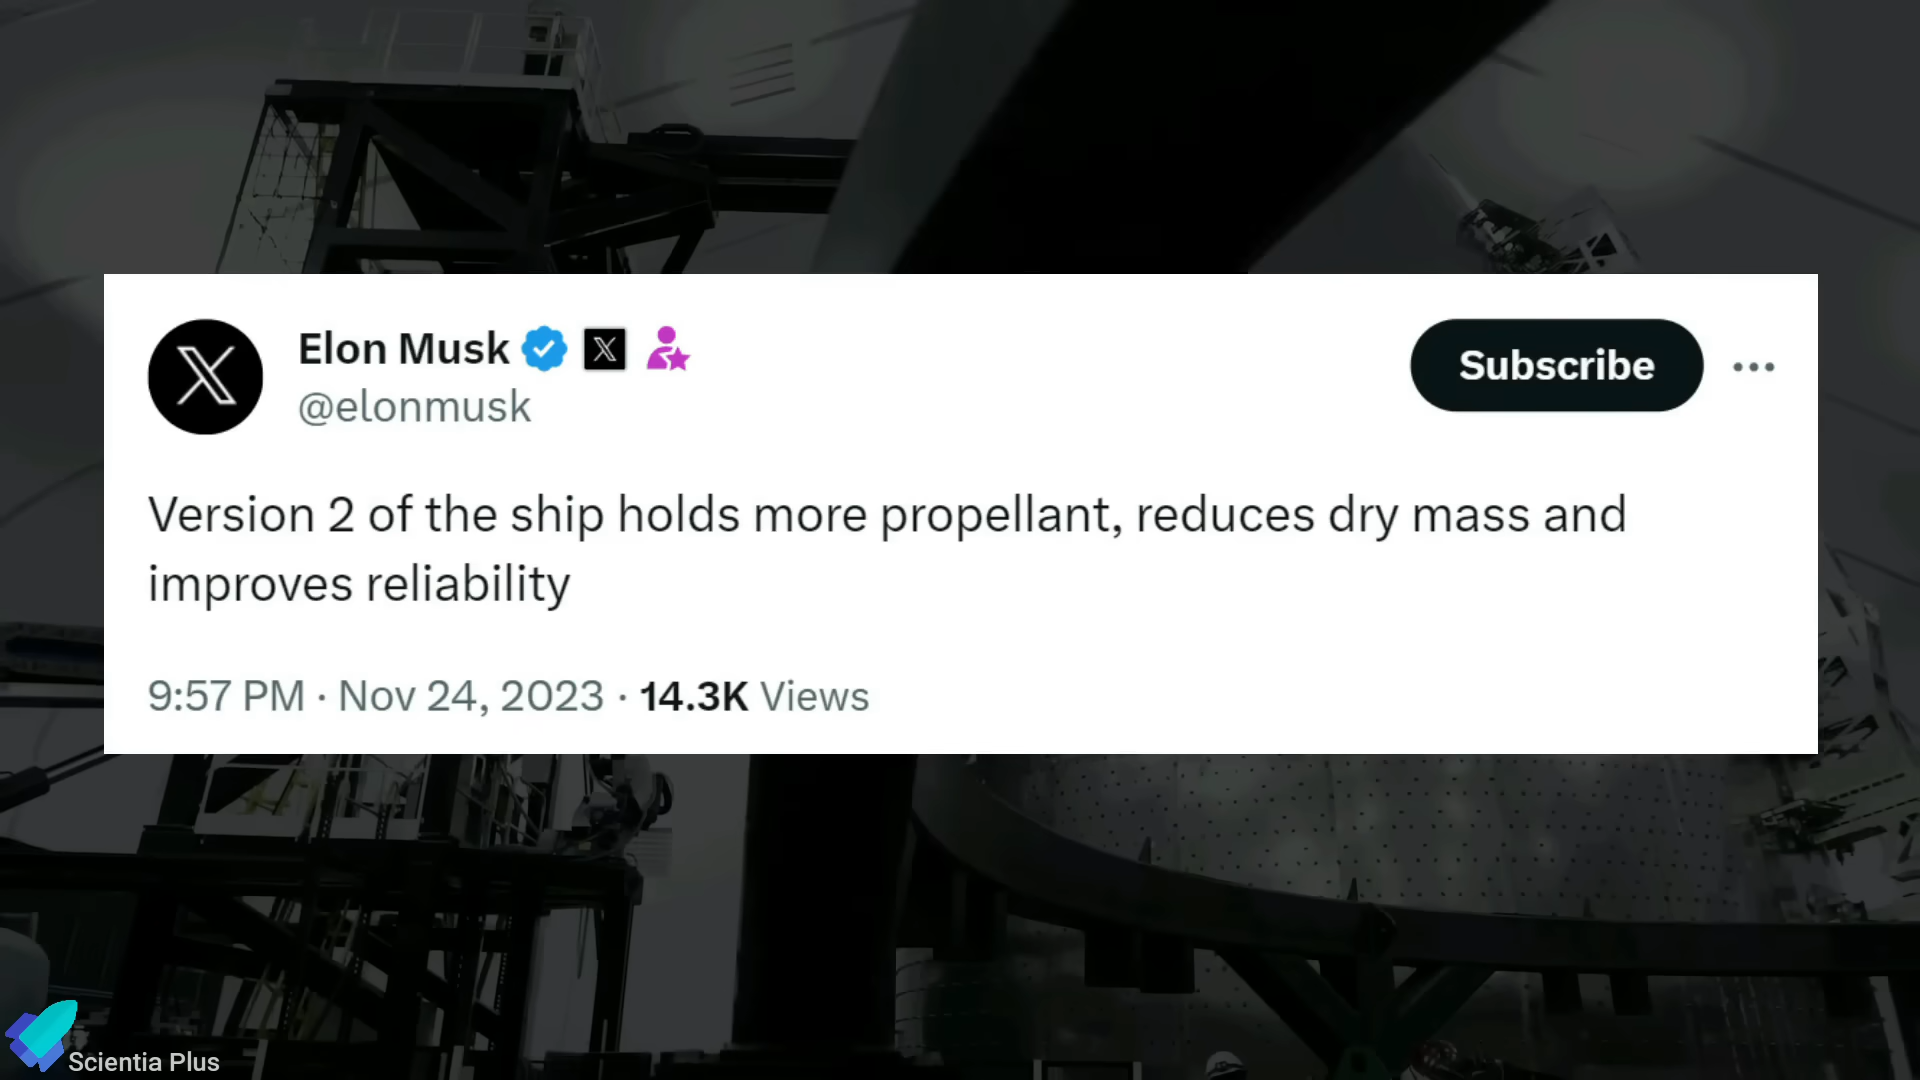 Elon Musk
@elonmusk
Subscribe
Version 2 of the ship holds more propellant, reduces dry mass and
improves reliability
9:57 PM · Nov 24, 2023 · 14.3K Views
Scientia Plus